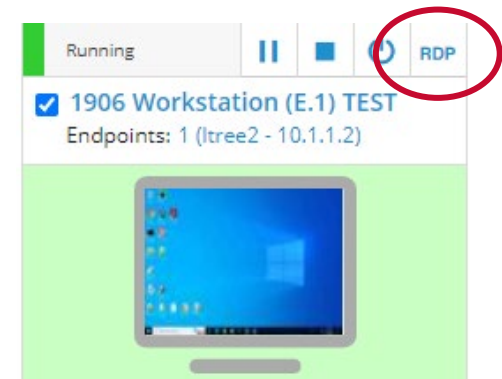 Running RDP
1906 Workstation (E.1) TEST
Endpoints: 1 (ltree2 - 10.1.1.2)